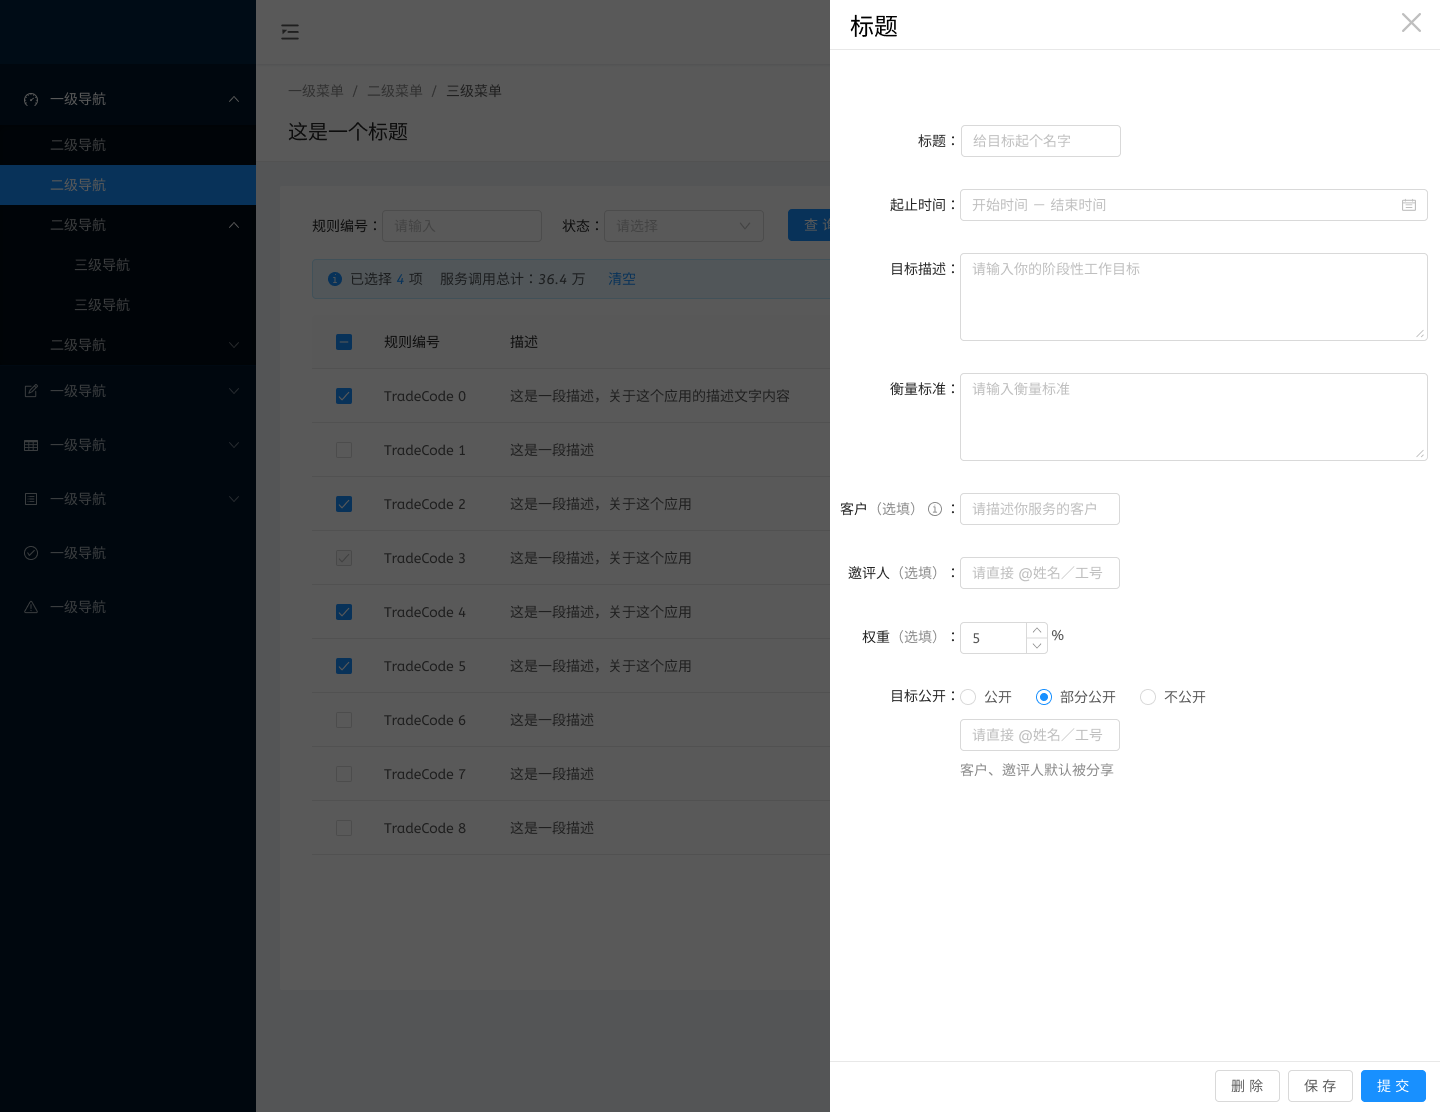 一级导航
二级导航
二级导航
二级导航
三级导航
三级导航
二级导航
一级导航
一级导航
一级导航
一级导航
一级导航
一级菜单 / 二级菜单 / 三级菜单
这是一个标题
规则编号：请输入 状态：请选择 查
已选择 4 项 服务调用总计：36.4 万 清空
规则编号 描述
TradeCode 0 这是一段描述，关于这个应用的描述文字内容
TradeCode 1 这是一段描述
TradeCode 2 这是一段描述，关于这个应用
TradeCode 3 这是一段描述，关于这个应用
TradeCode 4 这是一段描述，关于这个应用
TradeCode 5 这是一段描述，关于这个应用
TradeCode 6 这是一段描述
TradeCode 7 这是一段描述
TradeCode 8 这是一段描述
标题
标题：给目标起个名字
起止时间：开始时间 － 结束时间
目标描述：请输入你的阶段性工作目标
衡量标准：请输入衡量标准
客户（选填）：请描述你服务的客户
邀评人（选填）：请直接 @姓名／工号
权重（选填）：5 %
目标公开：公开 部分公开 不公开
请直接 @姓名／工号
客户、邀评人默认被分享
删 除 保 存 提 交